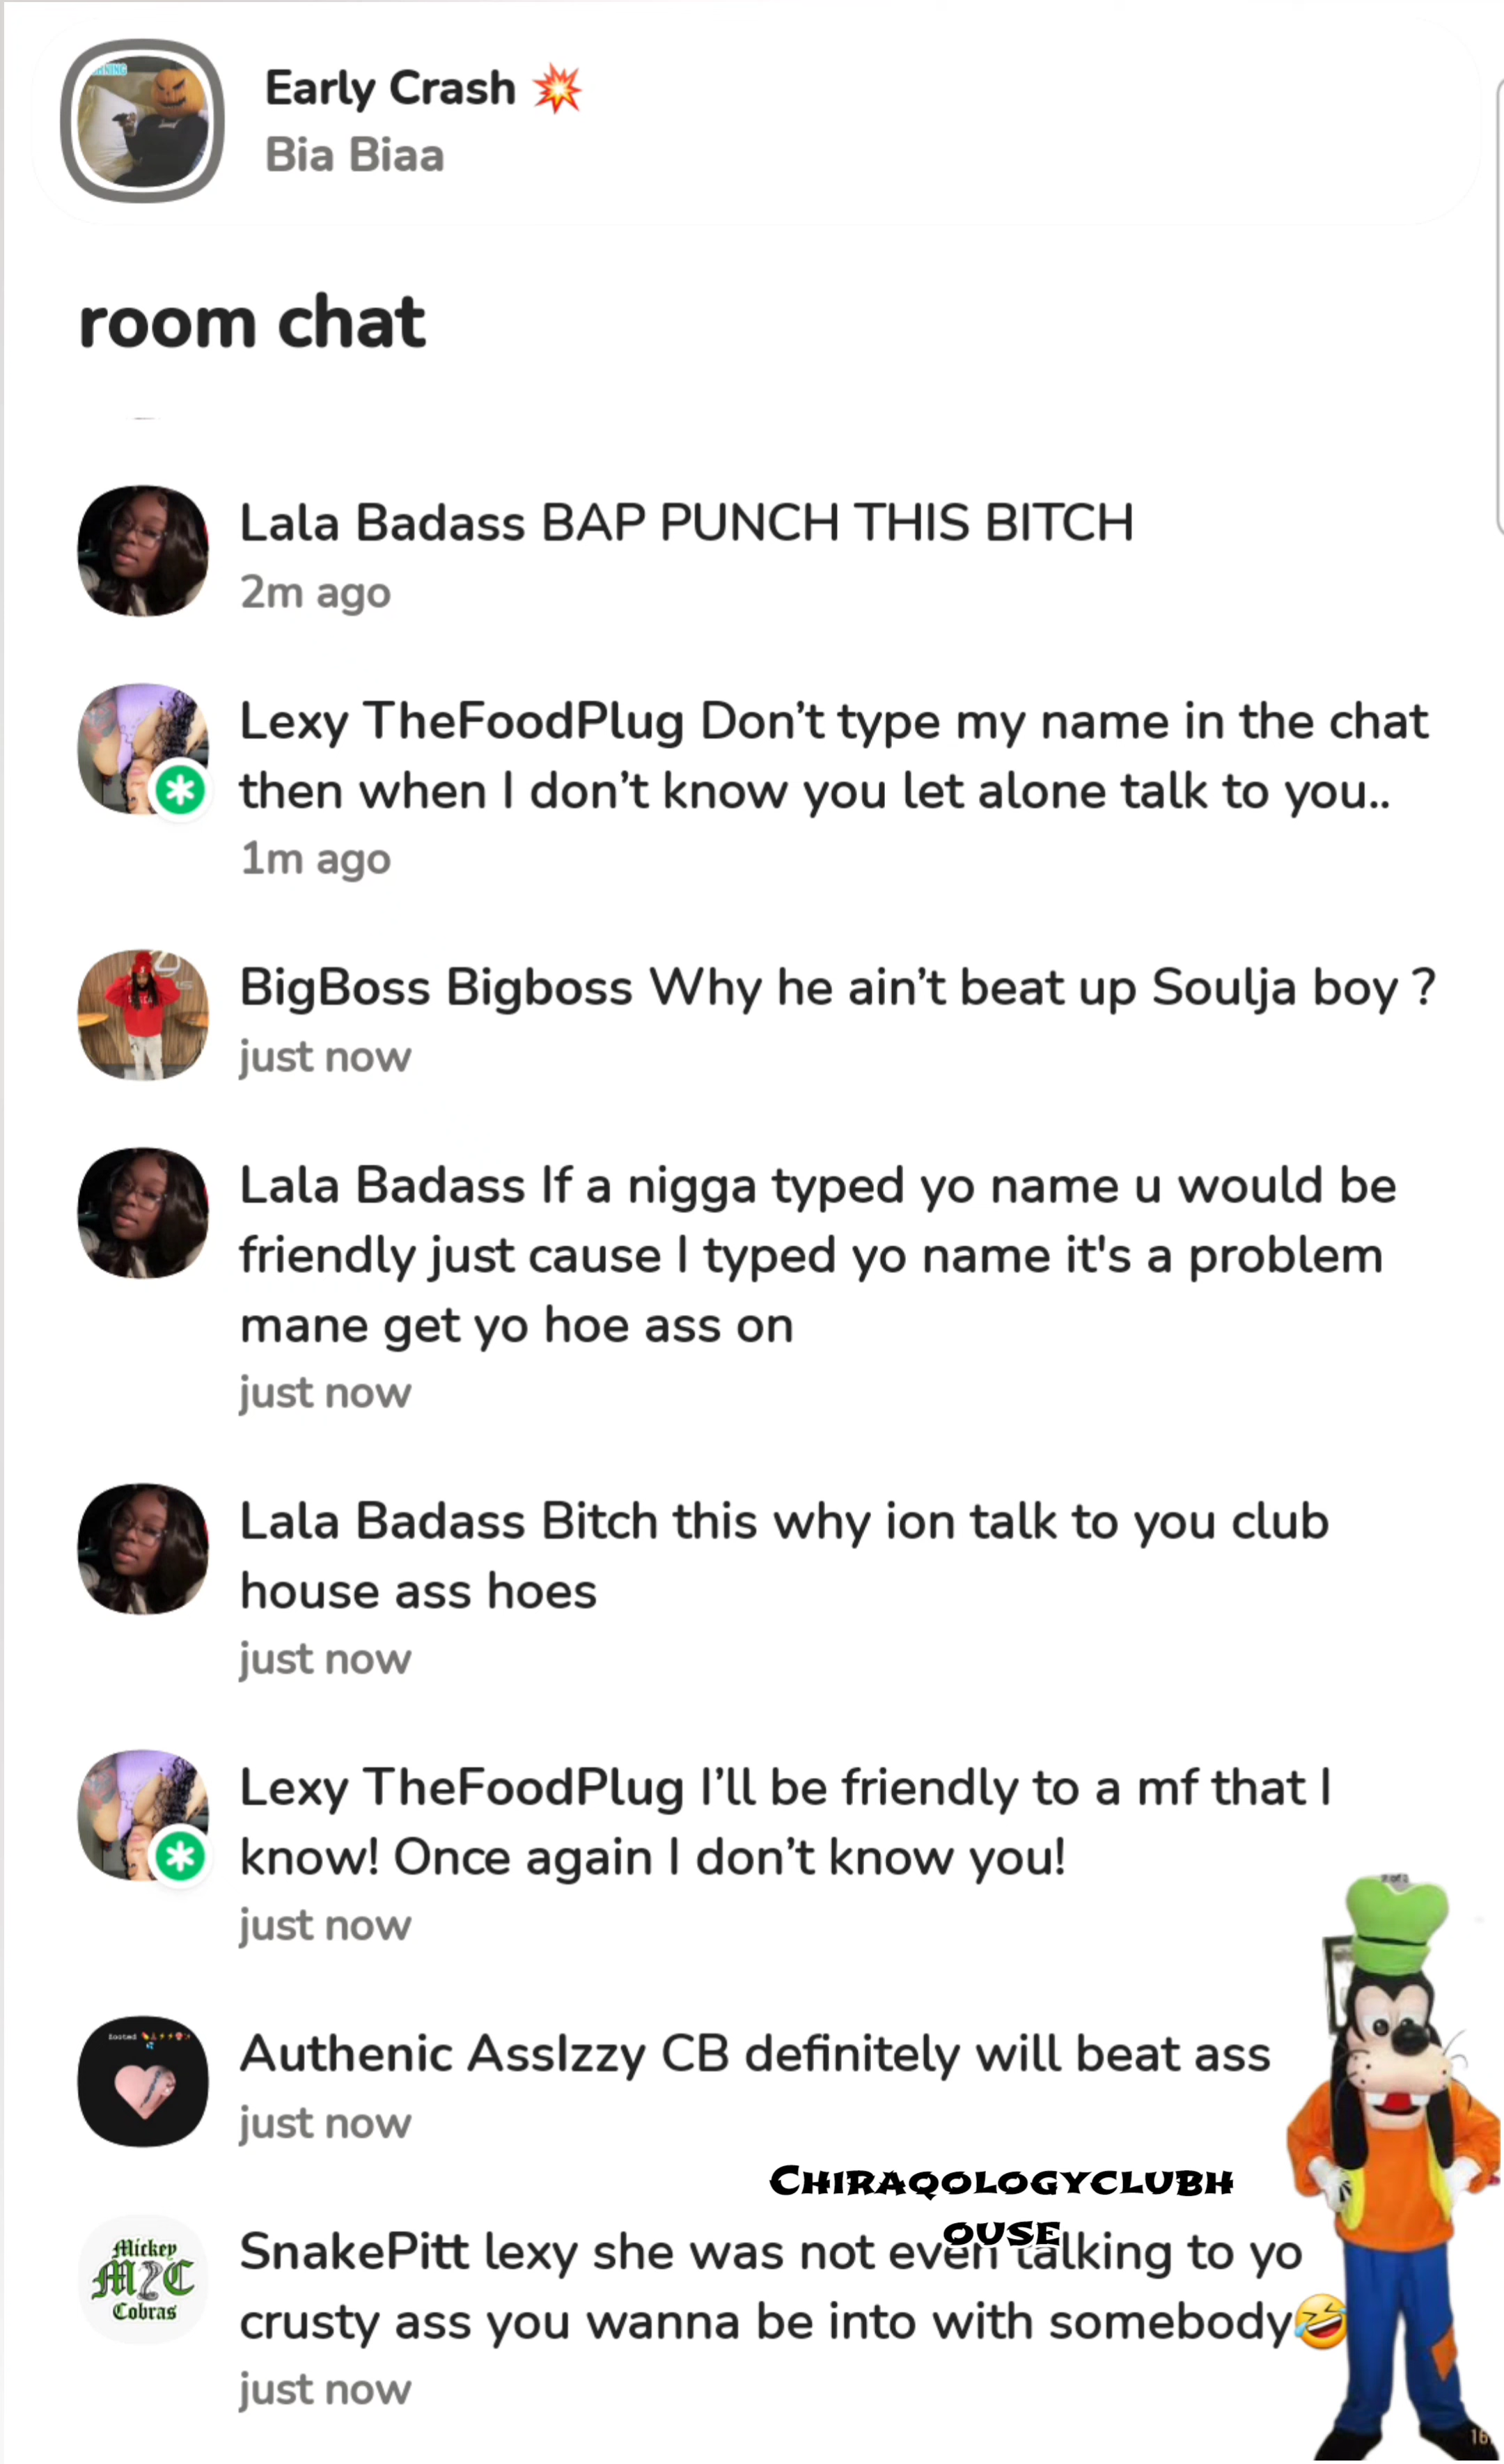 Early Crash 💥
Bia Biaa
room chat
Lala Badass BAP PUNCH THIS BITCH
2m ago
Lexy TheFoodPlug Don’t type my name in the chat
then when I don’t know you let alone talk to you..
1m ago
BigBoss Bigboss Why he ain’t beat up Soulja boy ?
just now
Lala Badass If a nigga typed yo name u would be
friendly just cause I typed yo name it's a problem
mane get yo hoe ass on
just now
Lala Badass Bitch this why ion talk to you club
house ass hoes
just now
Lexy TheFoodPlug I’ll be friendly to a mf that I
know! Once again I don’t know you!
just now
Authenic AssIzzy CB definitely will beat ass
just now
Chiraqologyclubh
ouse
Mickey
M C
Cobras
SnakePitt lexy she was not even talking to yo
crusty ass you wanna be into with somebody🤣
just now